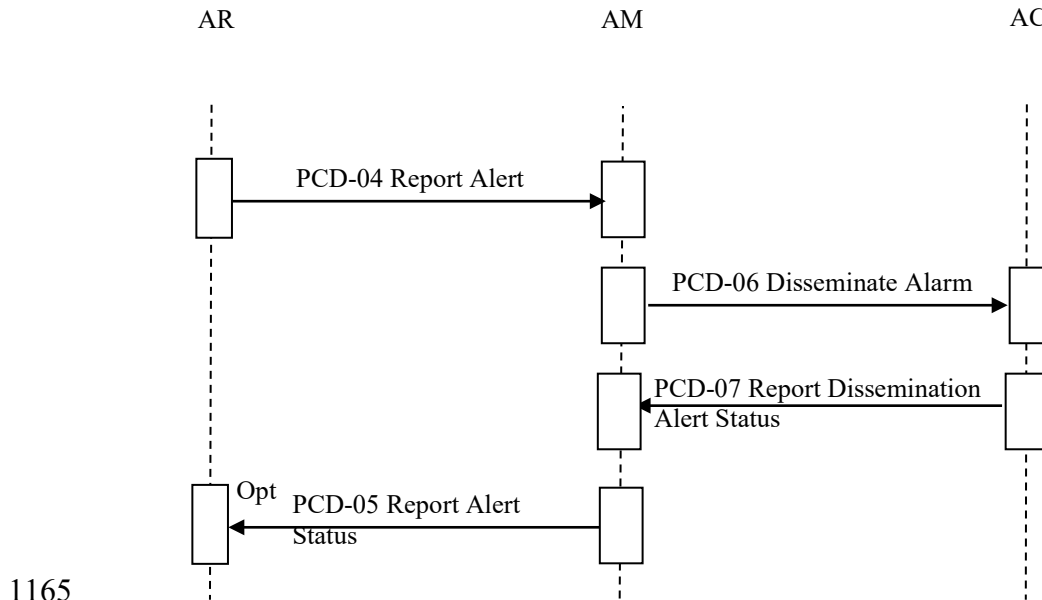 AR
AM
AC
PCD-04 Report Alert
PCD-06 Disseminate Alarm
PCD-07 Report Dissemination
Alert Status
Opt
PCD-05 Report Alert
Status
1165